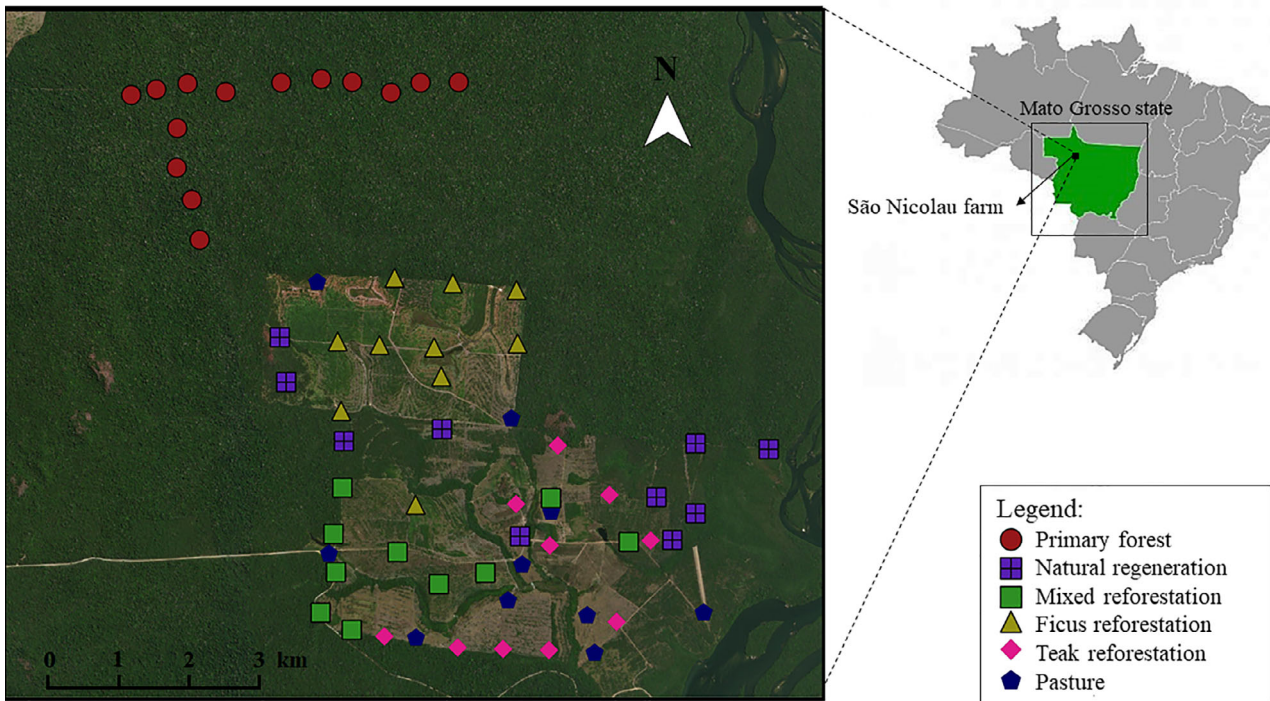 N
Mato Grosso state
São Nicolau farm
0 1 2 3 km
Legend:
Primary forest
Natural regeneration
Mixed reforestation
Ficus reforestation
Teak reforestation
Pasture